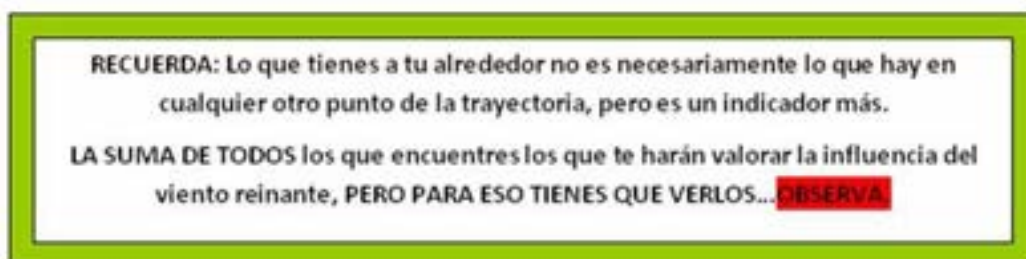 RECUERDA: Lo que tienes a tu alrededor no es necesariamente lo que hay en
cualquier otro punto de la trayectoria, pero es un indicador más.
LA SUMA DE TODOS los que encuentres los que te harán valorar la influencia del
viento reinante, PERO PARA ESO TIENES QUE VERLOS...OBSERVA.